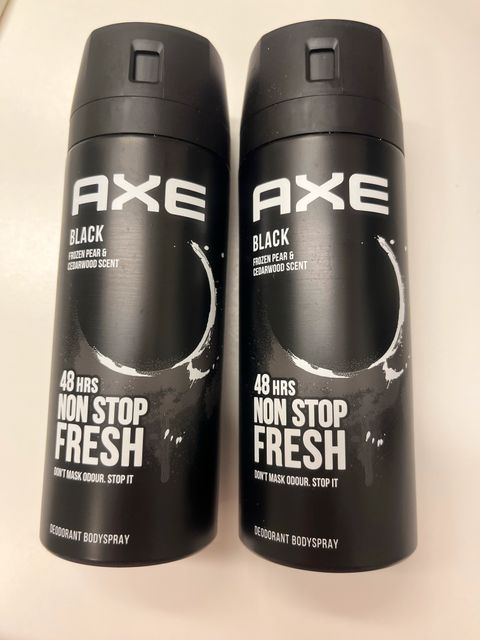 AXE
BLACK
FROZEN PEAR &
CEDARWOOD SCENT
48 HRS
NON STOP
FRESH
DON'T MASK ODOUR. STOP IT
DEODORANT BODYSPRAY
AXE
BLACK
FROZEN PEAR &
CEDARWOOD SCENT
48 HRS
NON STOP
FRESH
DON'T MASK ODOUR. STOP IT
DEODORANT BODYSPRAY